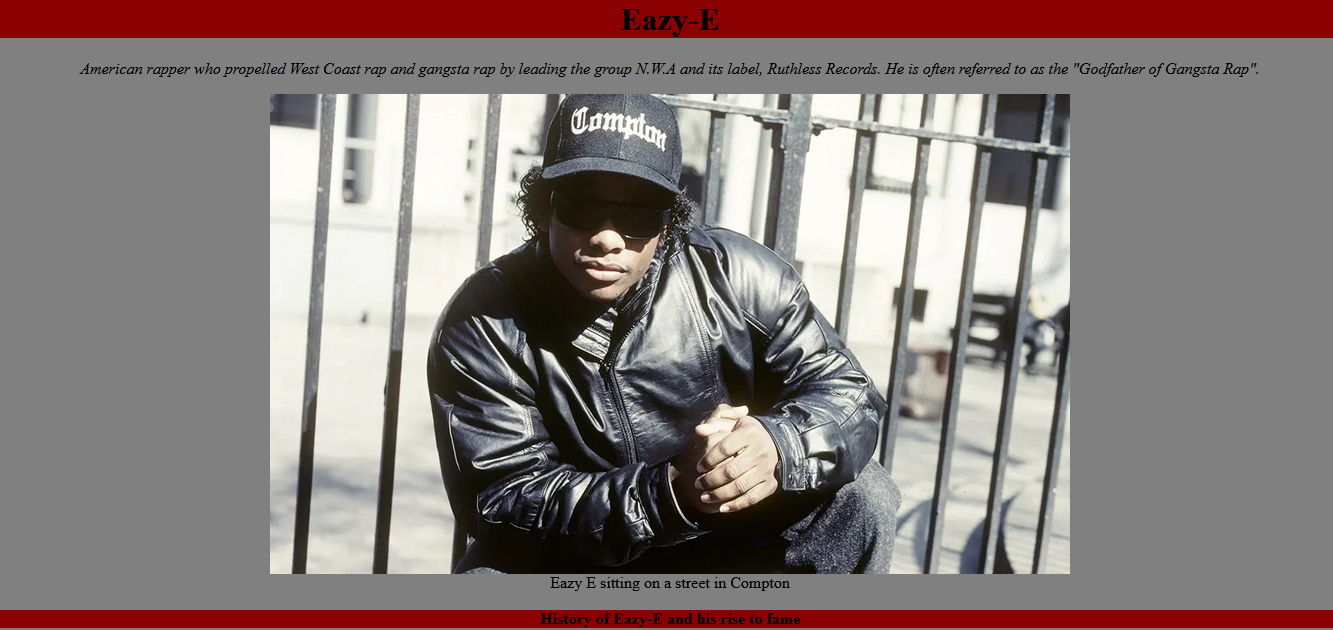 Eazy-E
American rapper who propelled West Coast rap and gangsta rap by leading the group N.W.A and its label, Ruthless Records. He is often referred to as the "Godfather of Gangsta Rap".
Compton
Eazy E sitting on a street in Compton
History of Eazy-E and his rise to fame